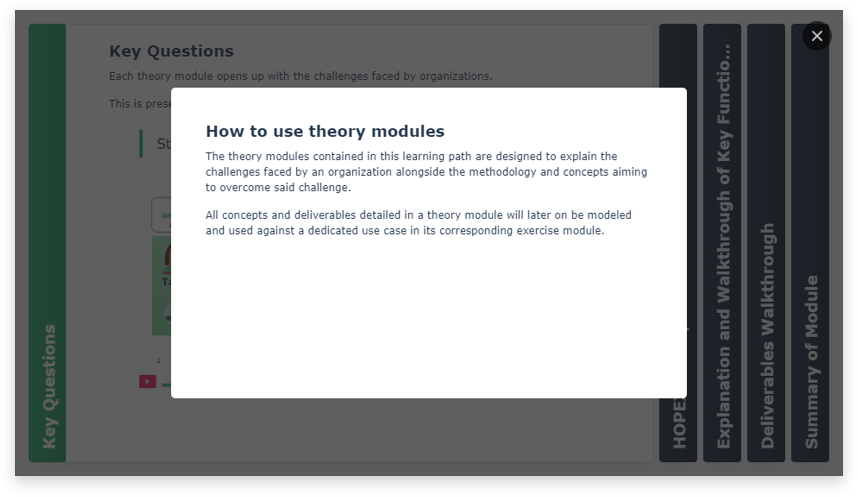 Key Questions
Each theory module opens up with the challenges faced by organizations.
This is prese
St
How to use theory modules
The theory modules contained in this learning path are designed to explain the
challenges faced by an organization alongside the methodology and concepts aiming
to overcome said challenge.
All concepts and deliverables detailed in a theory module will later on be modeled
and used against a dedicated use case in its corresponding exercise module.
2
Key Questions
HOPEX
Explanation and Walkthrough of Key Functio...
Deliverables Walkthrough
Summary of Module